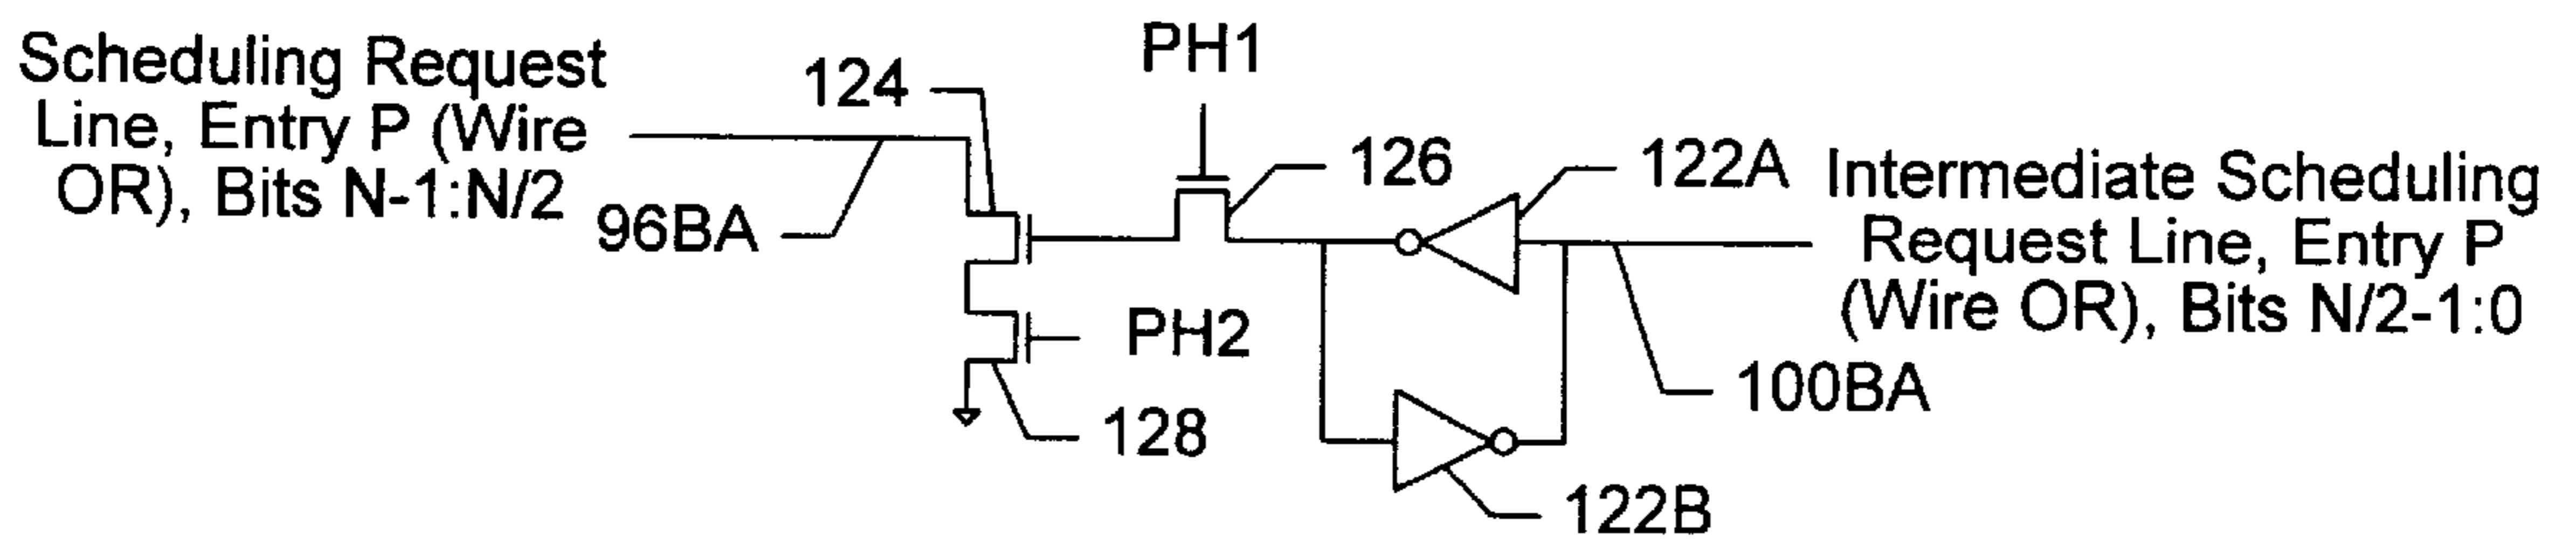 Scheduling Request
Line, Entry P (Wire
OR), Bits N-1:N/2
96BA
124
PH1
126
122A
Intermediate Scheduling
Request Line, Entry P
(Wire OR), Bits N/2-1:0
100BA
PH2
128
122B